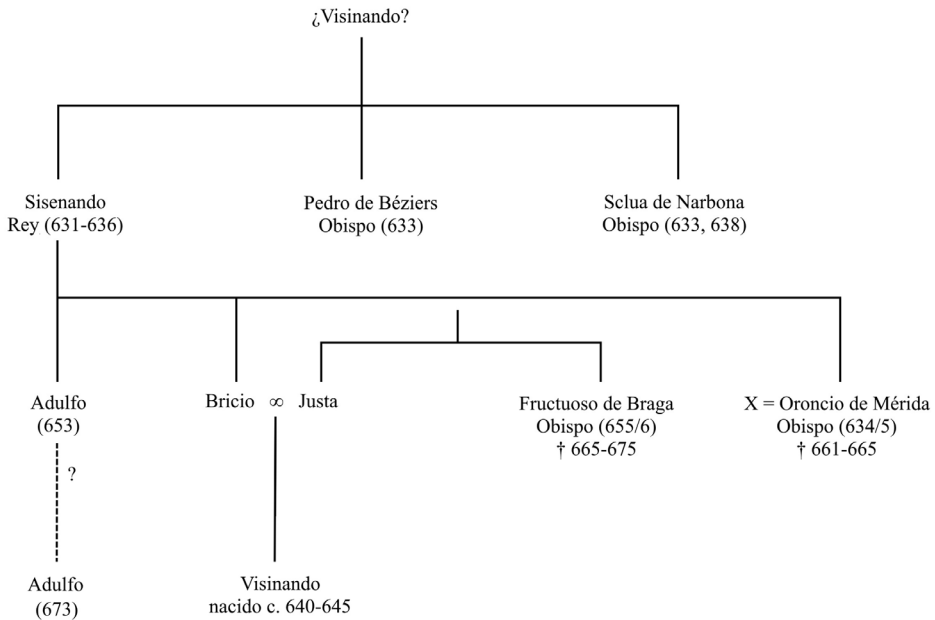 ¿Visinando?
Sisenando
Rey (631-636)
Pedro de Béziers
Obispo (633)
Sclua de Narbona
Obispo (633, 638)
Adulfo
(653)
Bricio ∞ Justa
Fructuoso de Braga
Obispo (655/6)
† 665-675
X = Oroncio de Mérida
Obispo (634/5)
† 661-665
?
Adulfo
(673)
Visinando
nacido c. 640-645